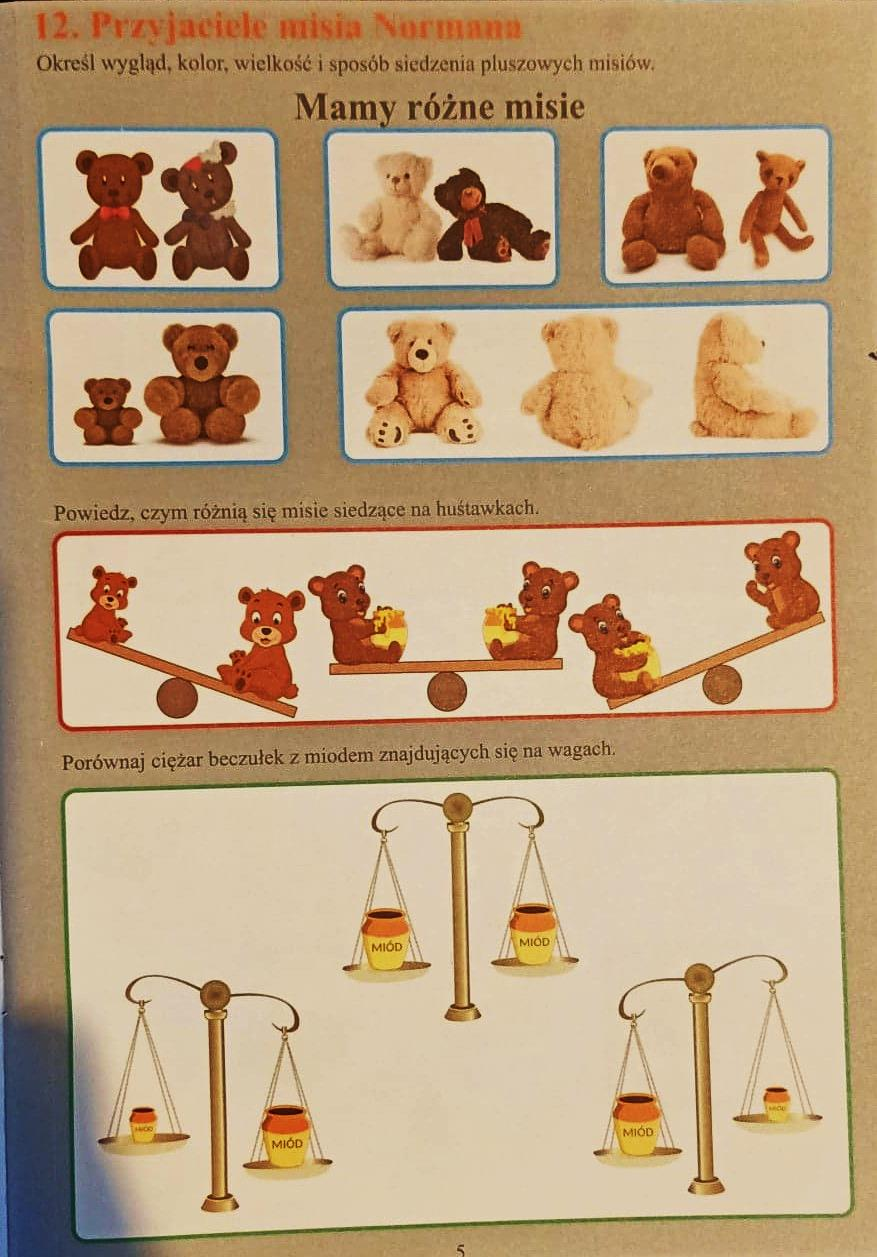 12. Przyjaciele misia Normana
Określ wygląd, kolor, wielkość i sposób siedzenia pluszowych misiów.
Mamy różne misie
Powiedz, czym różnią się misie siedzące na huśtawkach.
Porównaj ciężar beczułek z miodem znajdujących się na wagach.
MIÓD
MIÓD
MIÓD
MIÓD
MIÓD
MIÓD
5